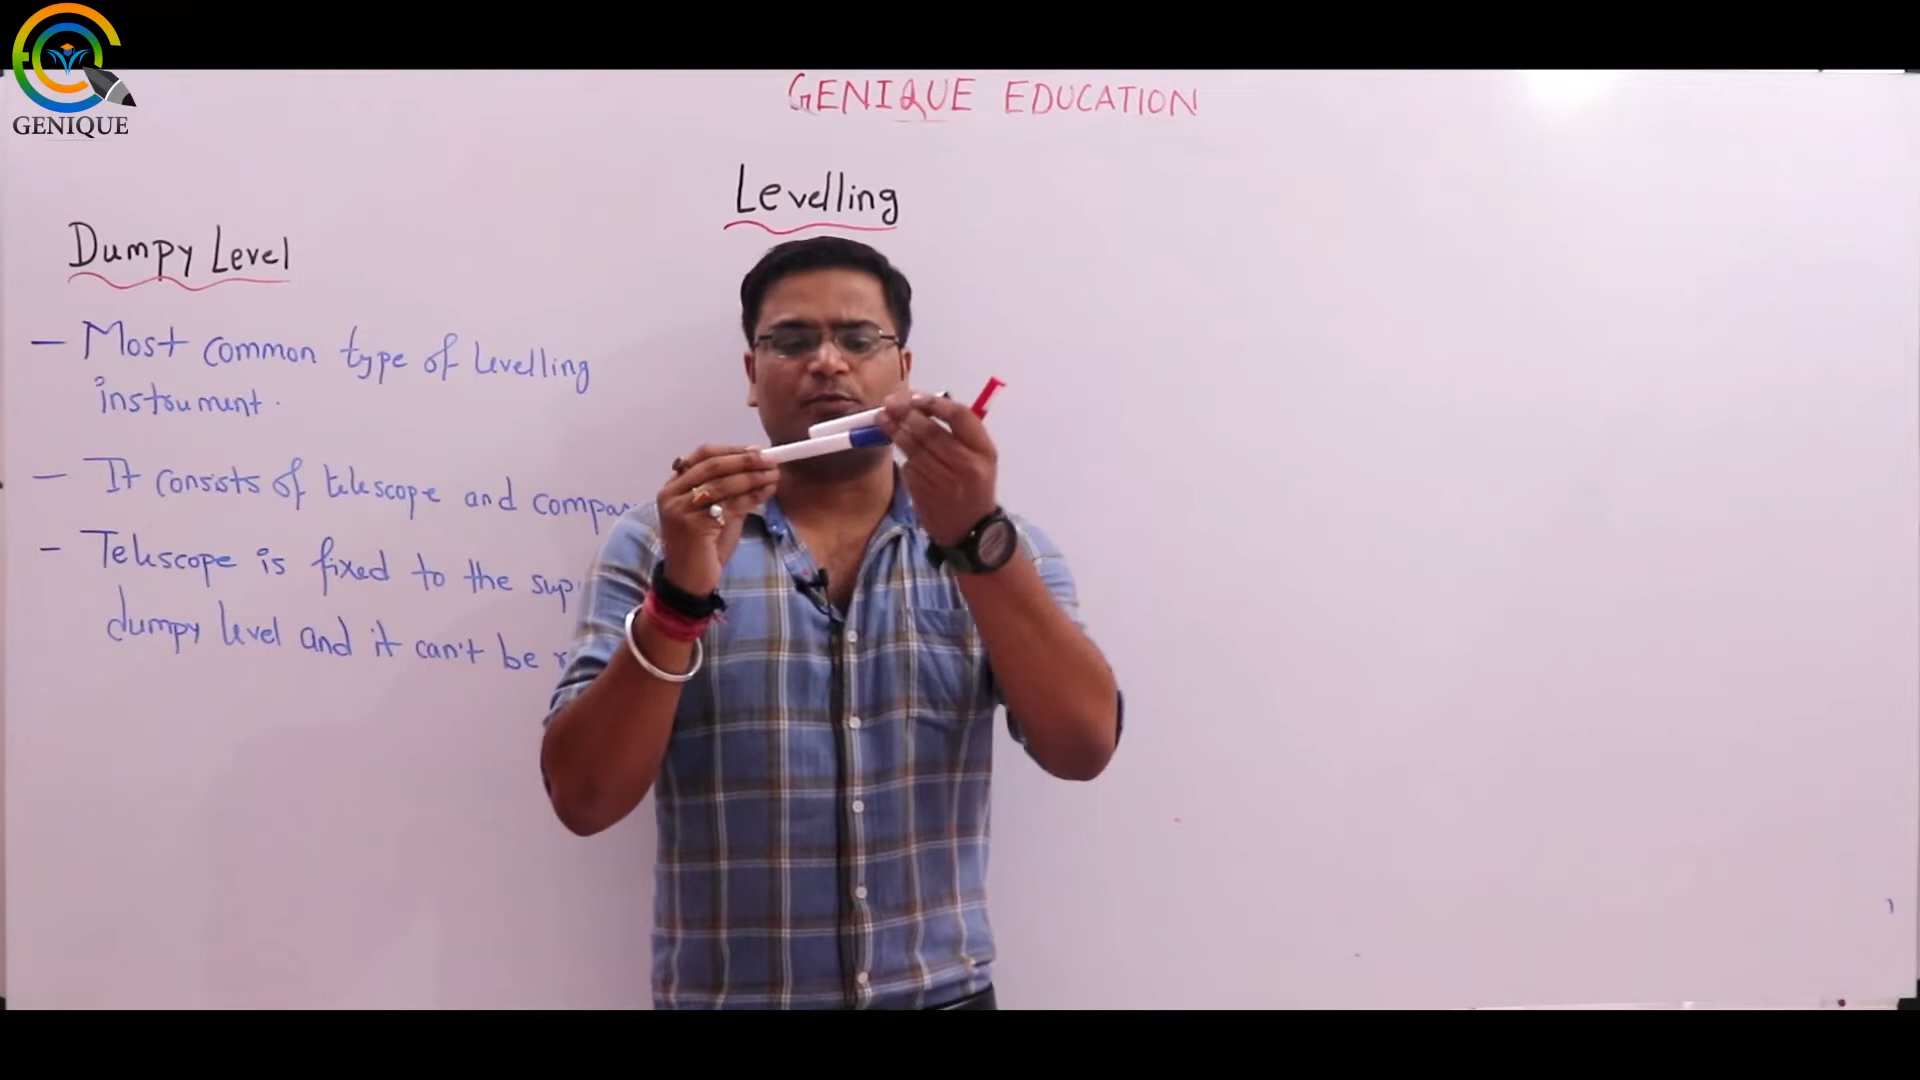 GENIQUE
GENIQUE EDUCATION
Levelling
Dumpy Level
- Most common type of levelling
instrument.
- It consists of telescope and
- Telescope is fixed to the
dumpy level and it can't be